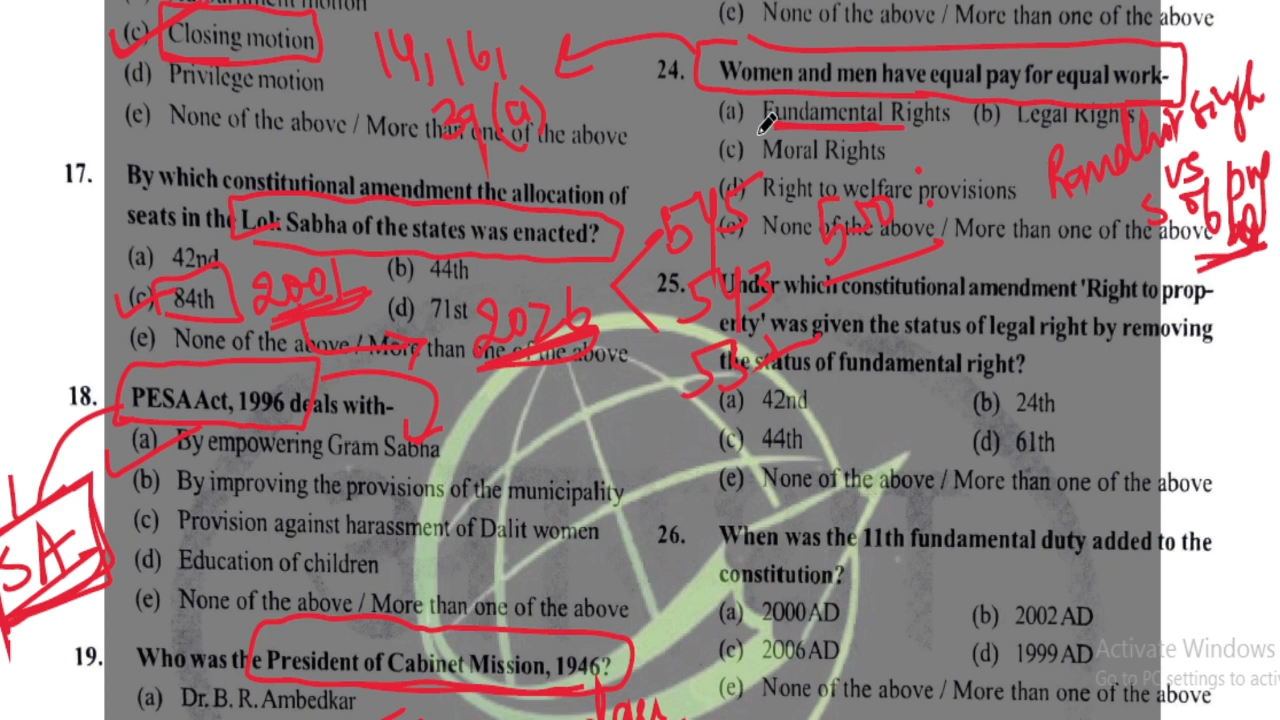 (c) Closing motion
(d) Privilege motion
(e) None of the above / More than one of the above
17. By which constitutional amendment the allocation of
seats in the Lok Sabha of the states was enacted?
(a) 42nd (b) 44th
(c) 84th (d) 71st
(e) None of the above / More than one of the above
18. PESA Act, 1996 deals with-
(a) By empowering Gram Sabha
(b) By improving the provisions of the municipality
(c) Provision against harassment of Dalit women
(d) Education of children
(e) None of the above / More than one of the above
19. Who was the President of Cabinet Mission, 1946?
(a) Dr. B. R. Ambedkar
(e) None of the above / More than one of the above
24. Women and men have equal pay for equal work-
(a) Fundamental Rights (b) Legal Rights
(c) Moral Rights
(d) Right to welfare provisions
(e) None of the above / More than one of the above
25. Under which constitutional amendment 'Right to prop-
erty' was given the status of legal right by removing
the status of fundamental right?
(a) 42nd (b) 24th
(c) 44th (d) 61th
(e) None of the above / More than one of the above
26. When was the 11th fundamental duty added to the
constitution?
(a) 2000 AD (b) 2002 AD
(c) 2006 AD (d) 1999 AD
(e) None of the above / More than one of the above
14, 16,
39(a)
2001
2026
545
543
550
Singh
vs
of
Activate Windows
Go to PC settings to activ